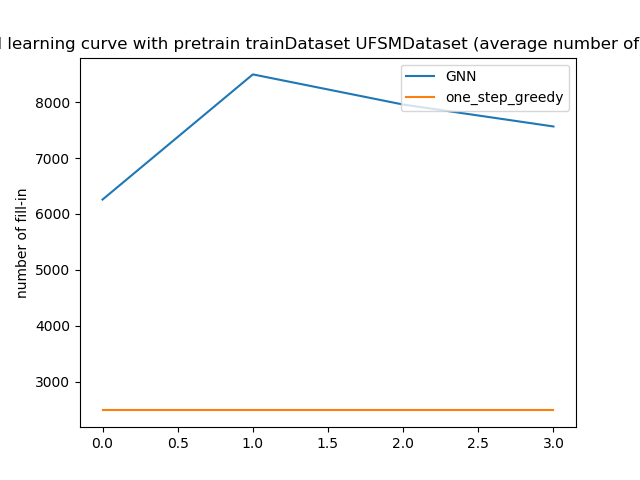 learning curve with pretrain trainDataset UFSMDataset (average number of
GNN
one_step_greedy
number of fill-in
8000
7000
6000
5000
4000
3000
0.0 0.5 1.0 1.5 2.0 2.5 3.0